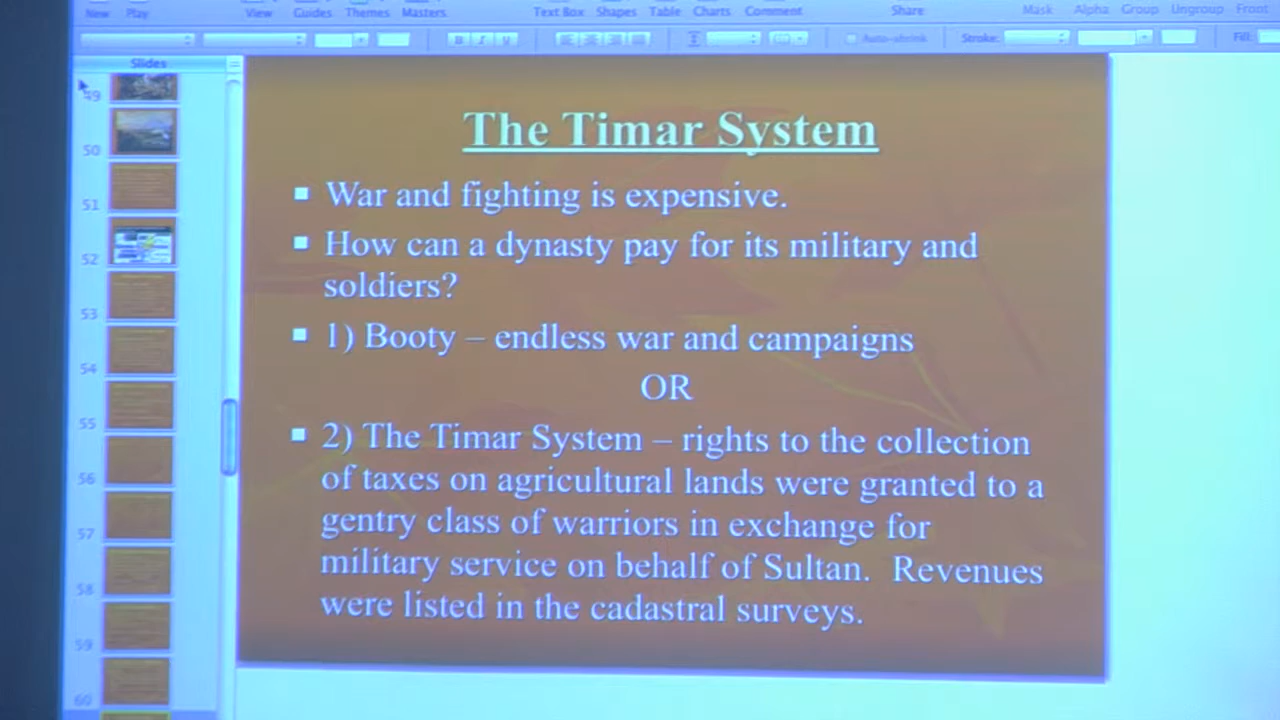 New Play View Guides Themes Masters Text Box Shapes Table Charts Comment Share Mask Alpha Group Ungroup Front
B I U Auto-shrink Stroke: Fill:
Slides
49
50
51
52
53
54
55
56
57
58
59
60
The Timar System
War and fighting is expensive.
How can a dynasty pay for its military and
soldiers?
1) Booty – endless war and campaigns
OR
2) The Timar System – rights to the collection
of taxes on agricultural lands were granted to a
gentry class of warriors in exchange for
military service on behalf of Sultan. Revenues
were listed in the cadastral surveys.